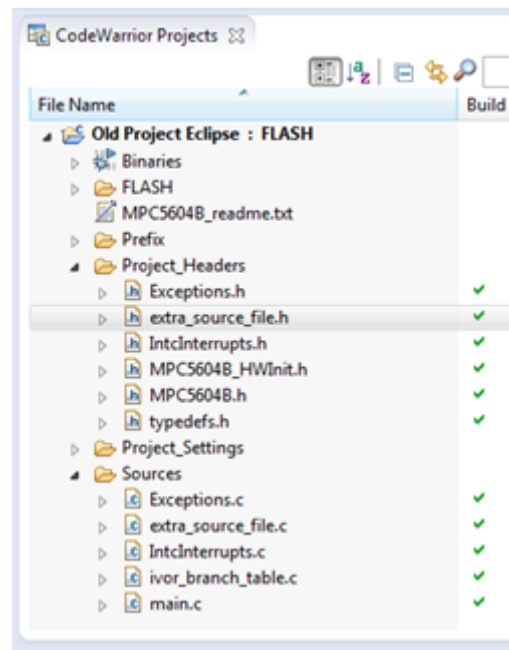 CodeWarrior Projects
File Name Build
Old Project Eclipse : FLASH
Binaries
FLASH
MPC5604B_readme.txt
Prefix
Project_Headers
Exceptions.h
extra_source_file.h
IntcInterrupts.h
MPC5604B_HWInit.h
MPC5604B.h
typedefs.h
Project_Settings
Sources
Exceptions.c
extra_source_file.c
IntcInterrupts.c
ivor_branch_table.c
main.c